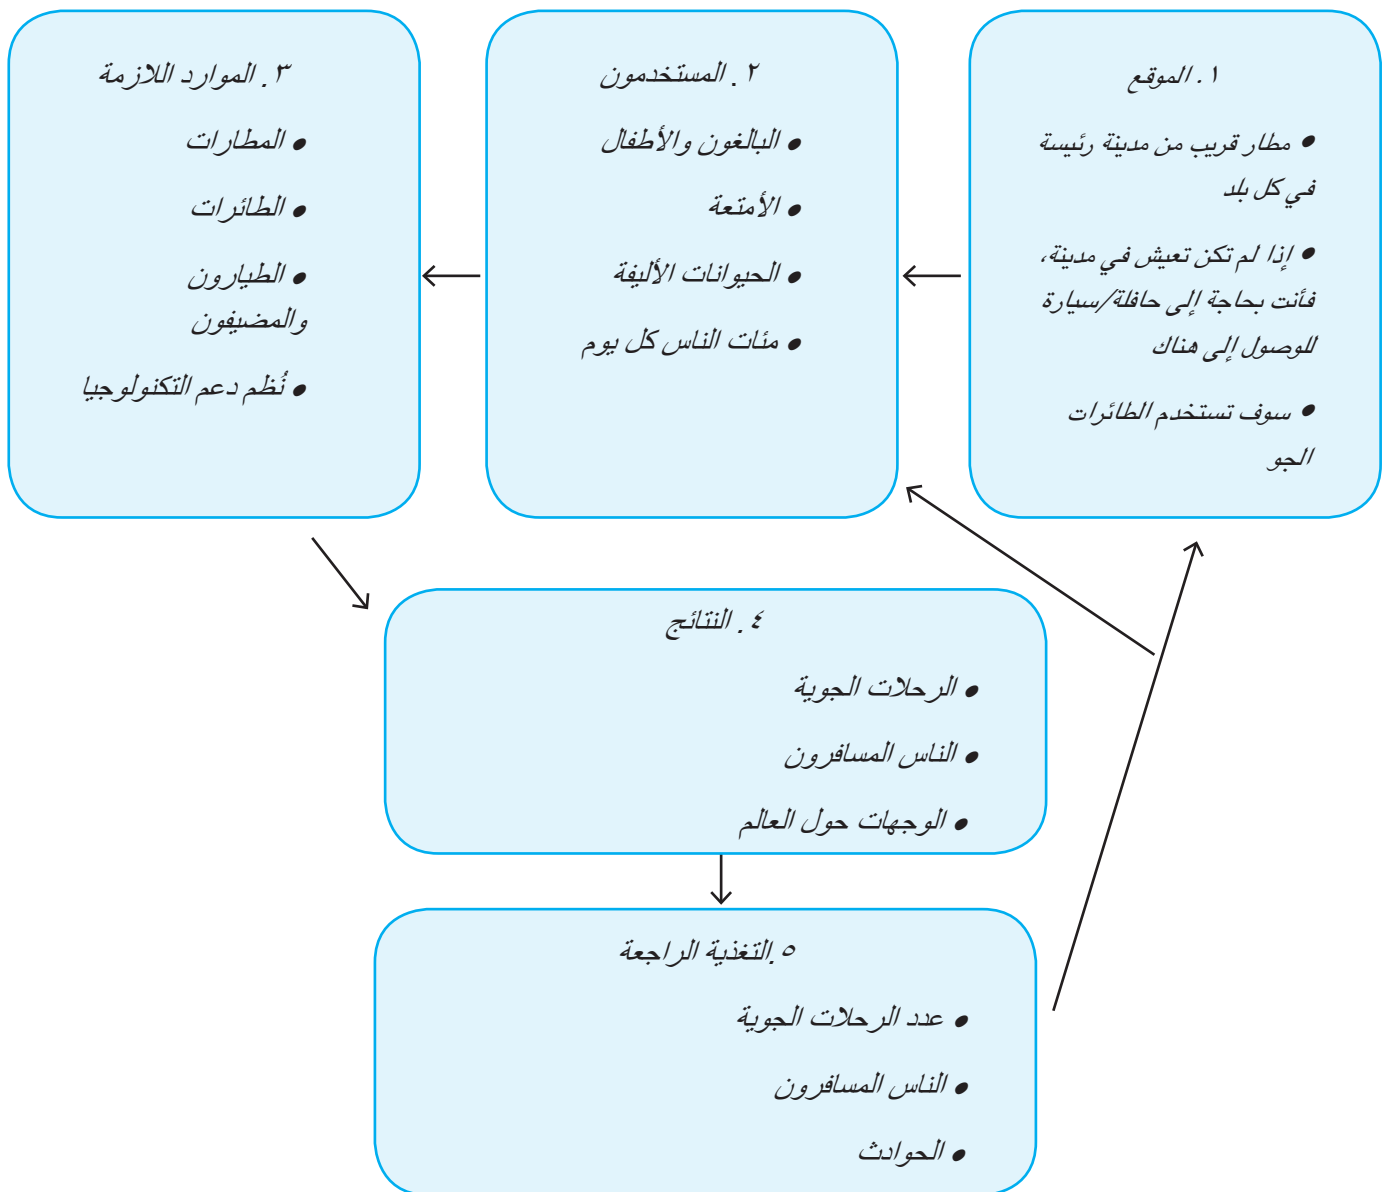 ١. الموقع
• مطار قريب من مدينة رئيسة
في كل بلد
• إذا لم تكن تعيش في مدينة،
فأنت بحاجة إلى حافلة/سيارة
للوصول إلى هناك
• سوف تستخدم الطائرات
الجو
٢. المستخدمون
• البالغون والأطفال
• الأمتعة
• الحيوانات الأليفة
• مئات الناس كل يوم
٣. الموارد اللازمة
• المطارات
• الطائرات
• الطيارون
والمضيفون
• نُظم دعم التكنولوجيا
٤. النتائج
• الرحلات الجوية
• الناس المسافرون
• الوجهات حول العالم
٥.التغذية الراجعة
• عدد الرحلات الجوية
• الناس المسافرون
• الحوادث